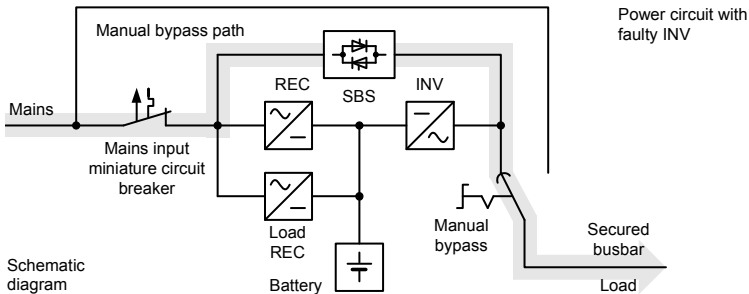 Manual bypass path
Power circuit with
faulty INV
REC
SBS
INV
Mains
Mains input
miniature circuit
breaker
Load
REC
Manual
bypass
Secured
busbar
Schematic
diagram
Battery
Load